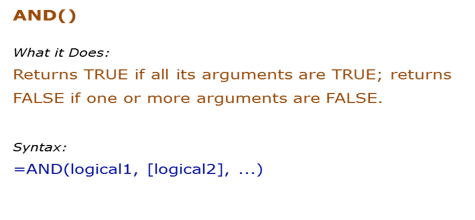 AND()
What it Does:
Returns TRUE if all its arguments are TRUE; returns
FALSE if one or more arguments are FALSE.
Syntax:
=AND(logical1, [logical2], ...)